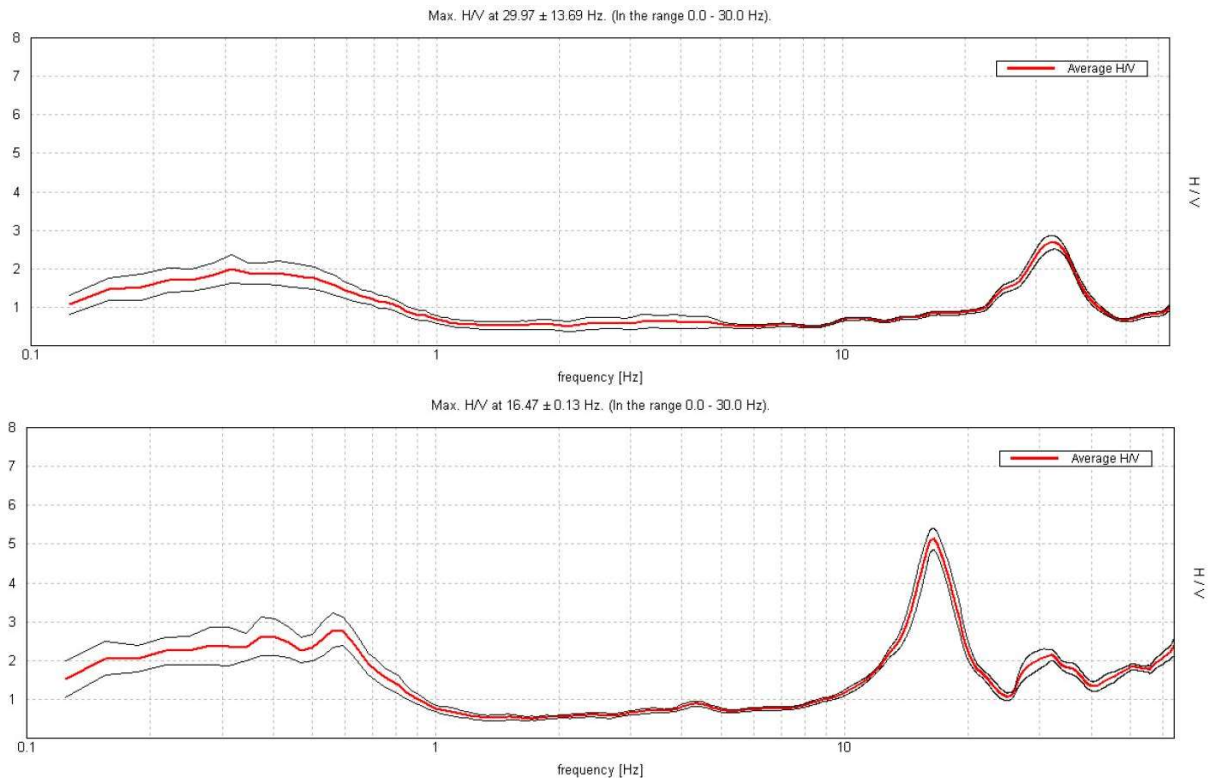 Max. H/V at 29.97 ± 13.69 Hz. (In the range 0.0 - 30.0 Hz).
8
Average H/V
7
6
5
4
H / V
3
2
1
0.1 1 10
frequency [Hz]
Max. H/V at 16.47 ± 0.13 Hz. (In the range 0.0 - 30.0 Hz).
8
Average H/V
7
6
5
4
H / V
3
2
1
0.1 1 10
frequency [Hz]